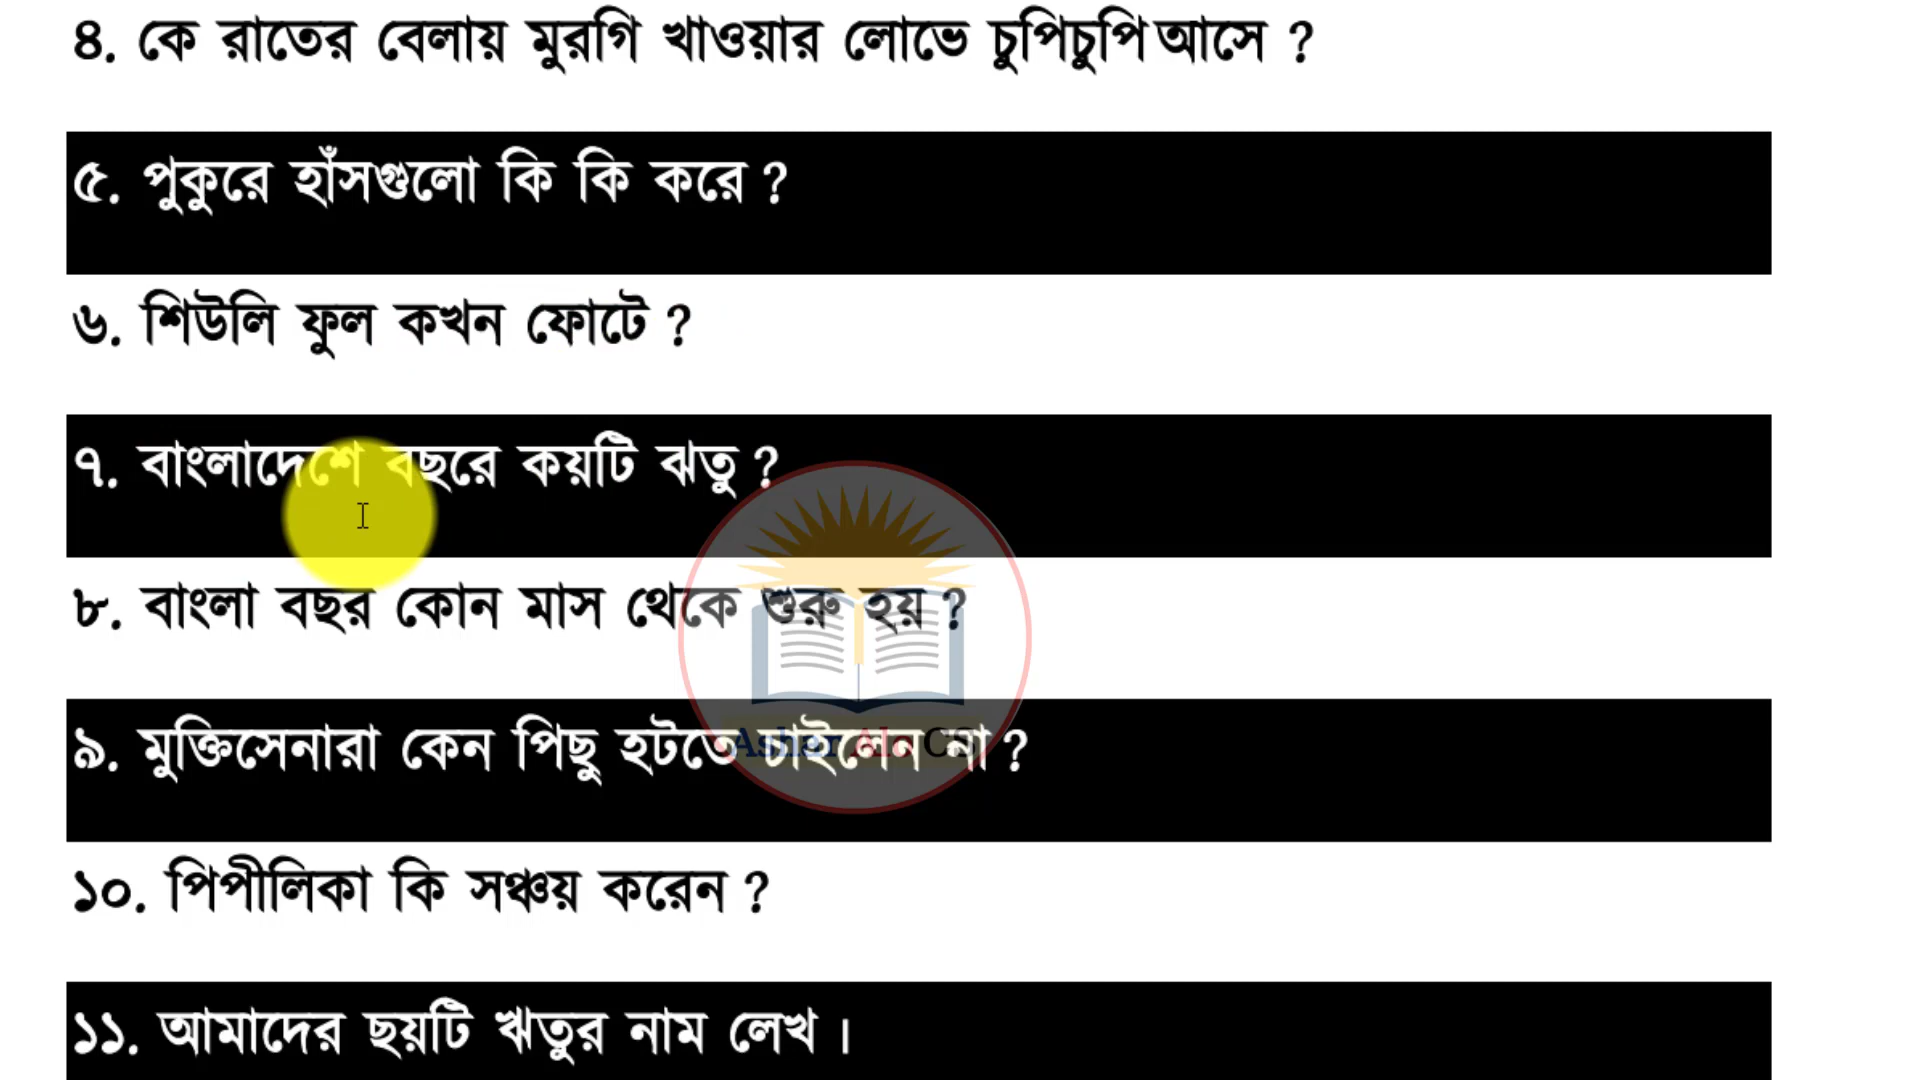 ৪. কে রাতের বেলায় মুরগি খাওয়ার লোভে চুপিচুপি আসে ?
৫. পুকুরে হাঁসগুলো কি কি করে ?
৬. শিউলি ফুল কখন ফোটে ?
৭. বাংলাদেশে বছরে কয়টি ঝতু ?
৮. বাংলা বছর কোন মাস থেকে শুরু হয় ?
৯. মুক্তিসেনারা কেন পিছু হটতে চাইলেন না ?
১০. পিপীলিকা কি সঞ্চয় করেন ?
১১. আমাদের ছয়টি ঋতুর নাম লেখ ।